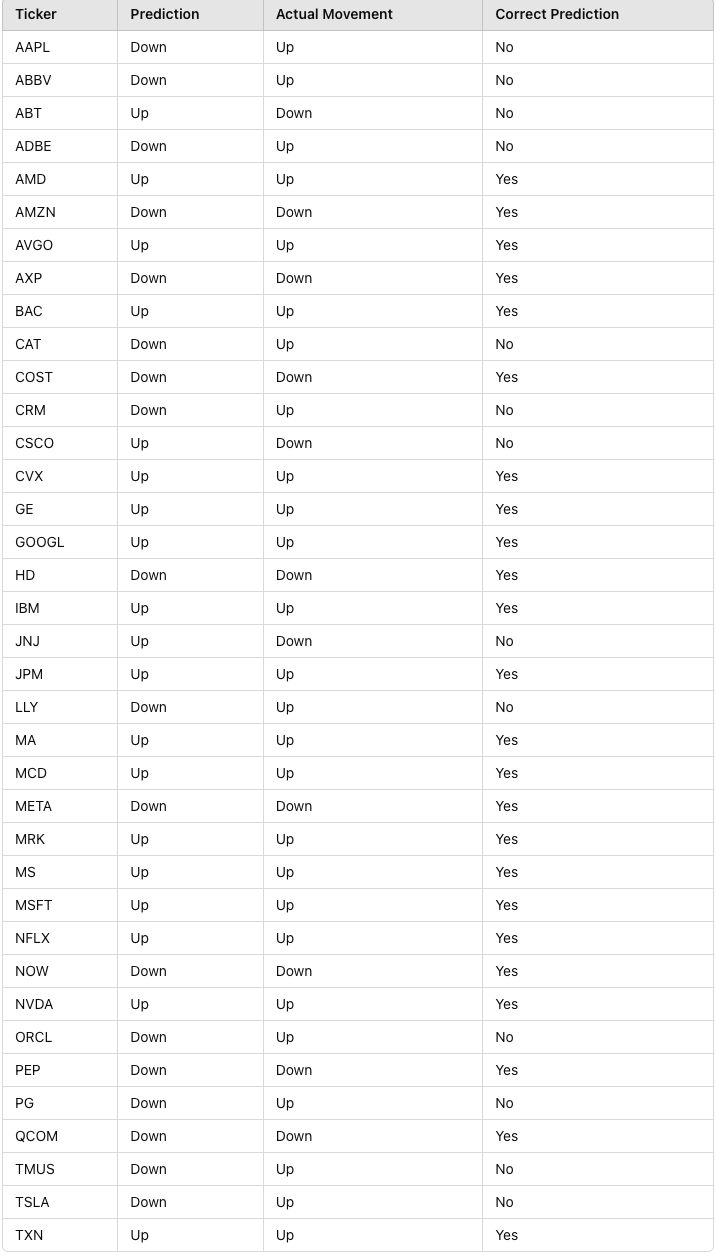 Ticker Prediction Actual Movement Correct Prediction
AAPL Down Up No
ABBV Down Up No
ABT Up Down No
ADBE Down Up No
AMD Up Up Yes
AMZN Down Down Yes
AVGO Up Up Yes
AXP Down Down Yes
BAC Up Up Yes
CAT Down Up No
COST Down Down Yes
CRM Down Up No
CSCO Up Down No
CVX Up Up Yes
GE Up Up Yes
GOOGL Up Up Yes
HD Down Down Yes
IBM Up Up Yes
JNJ Up Down No
JPM Up Up Yes
LLY Down Up No
MA Up Up Yes
MCD Up Up Yes
META Down Down Yes
MRK Up Up Yes
MS Up Up Yes
MSFT Up Up Yes
NFLX Up Up Yes
NOW Down Down Yes
NVDA Up Up Yes
ORCL Down Up No
PEP Down Down Yes
PG Down Up No
QCOM Down Down Yes
TMUS Down Up No
TSLA Down Up No
TXN Up Up Yes